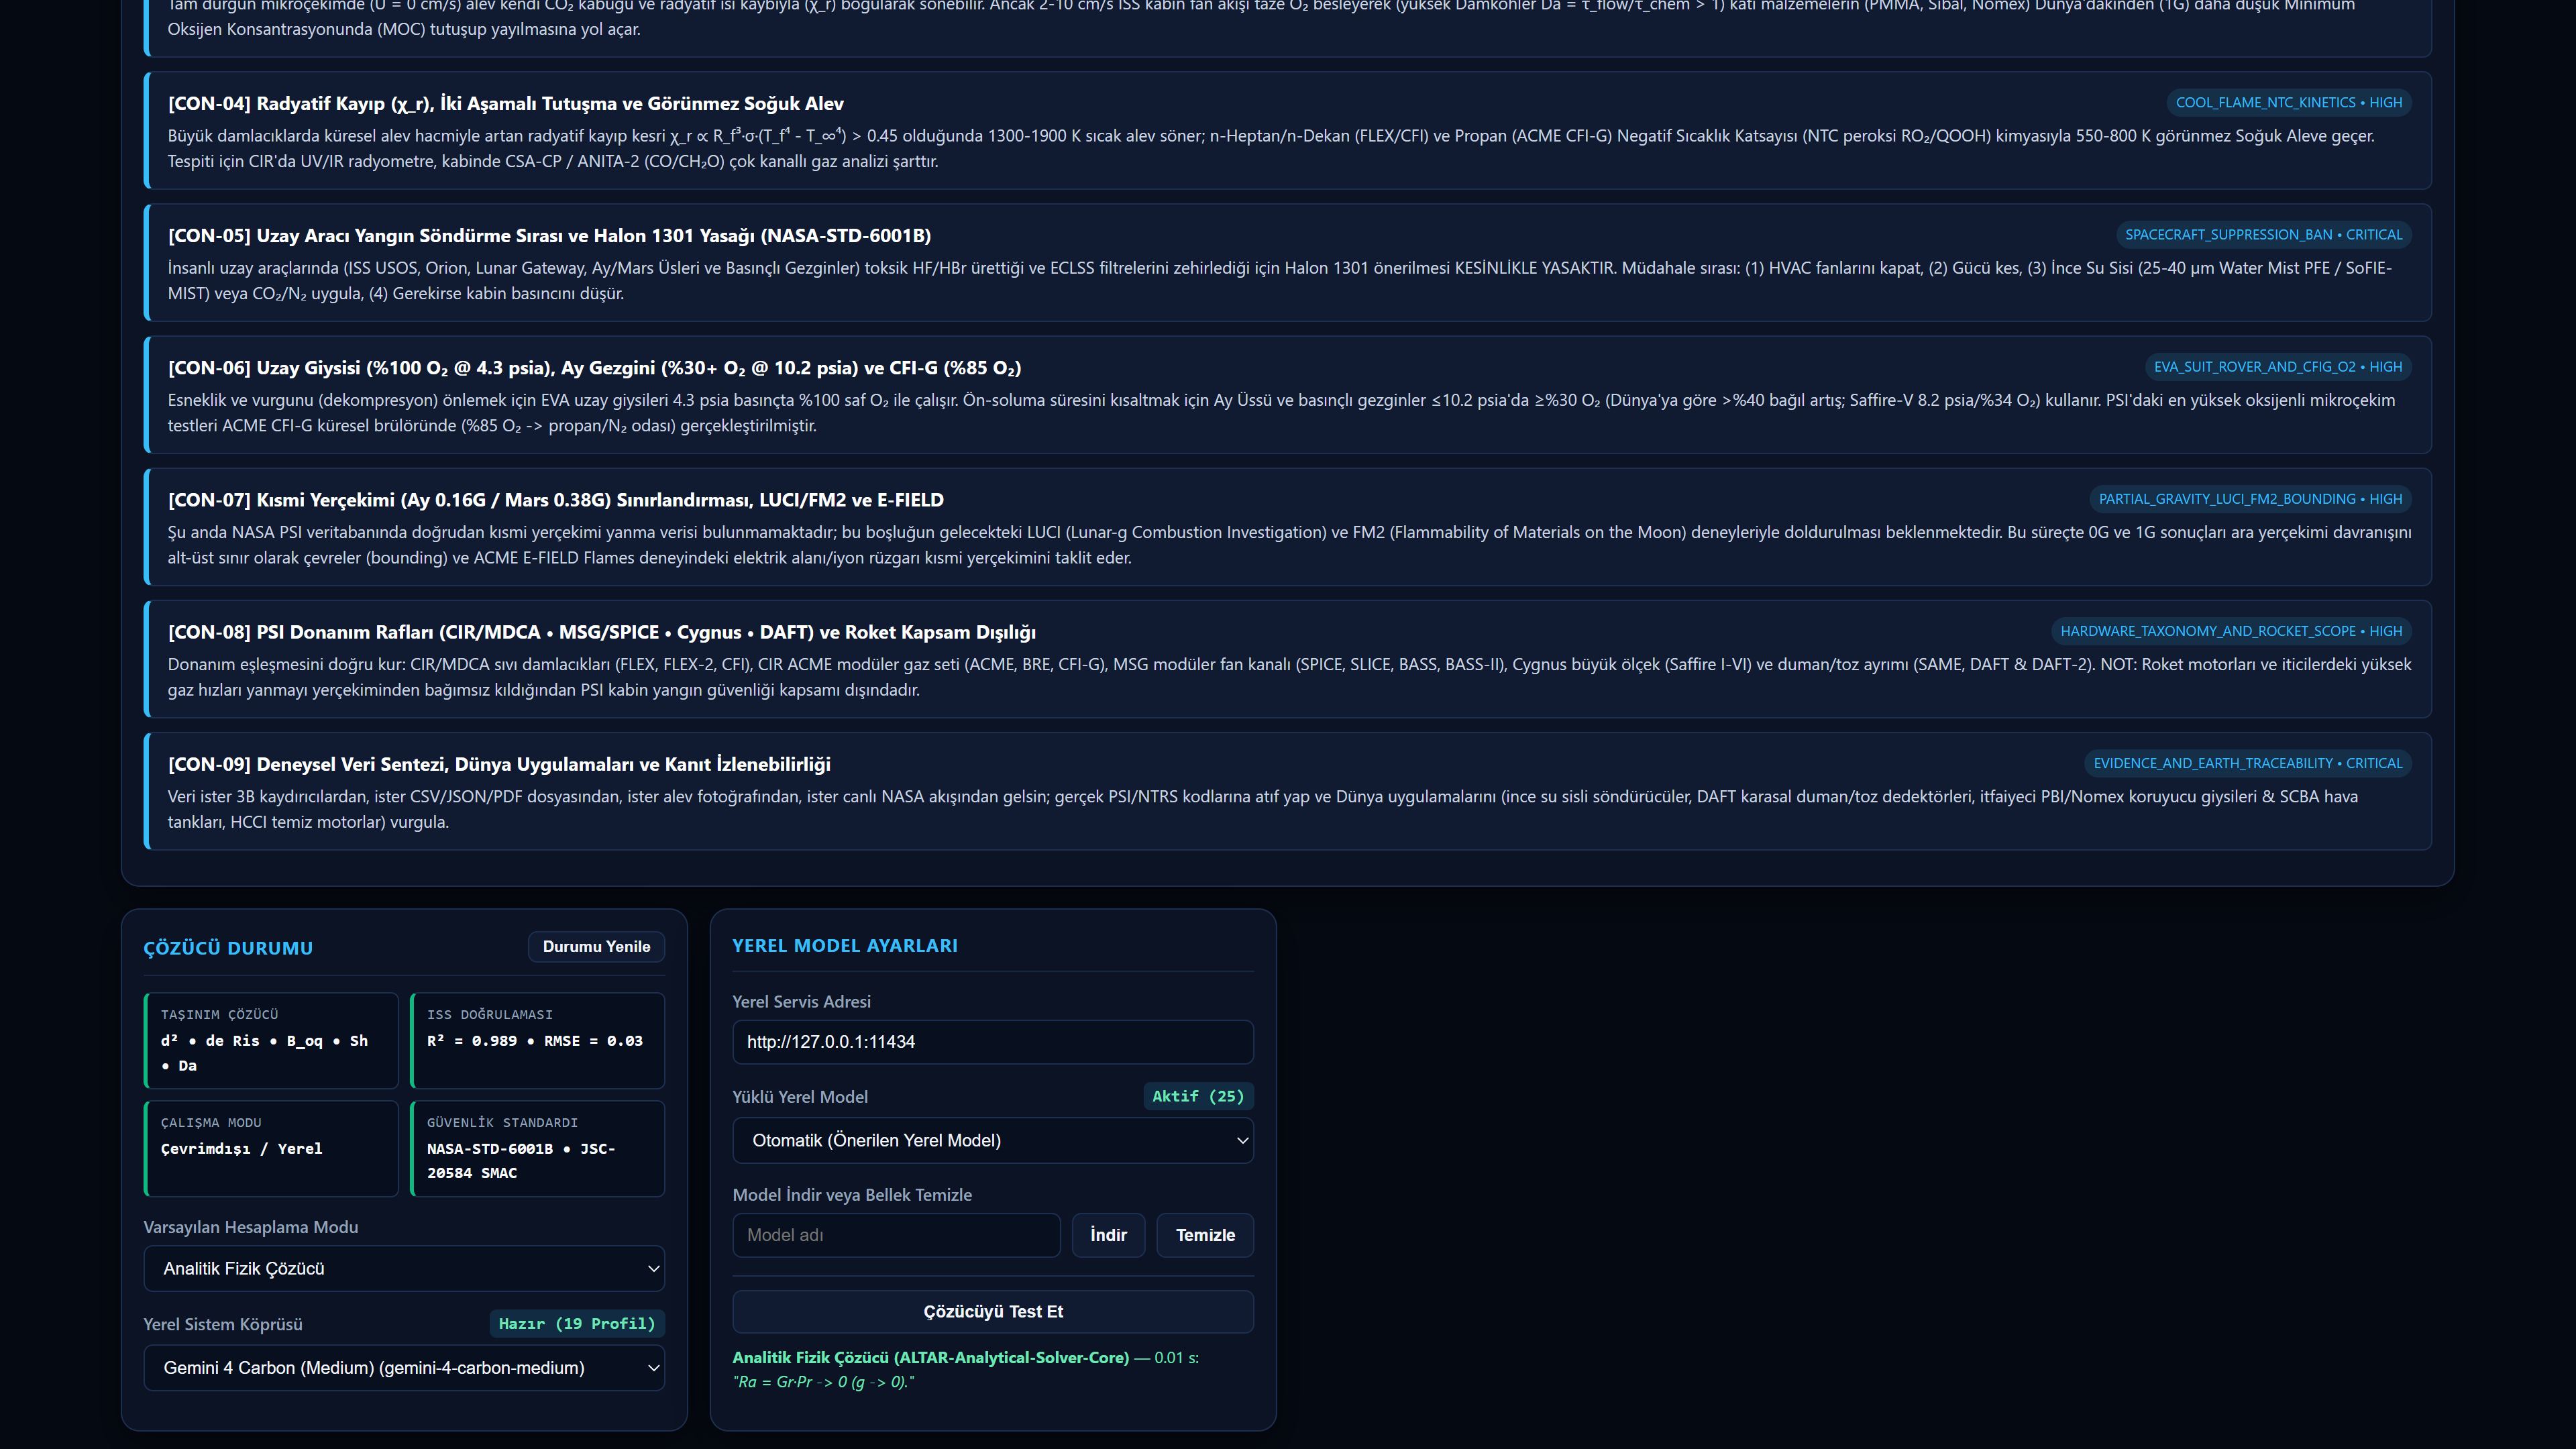 Tam durgun mikroçekimde (U = 0 cm/s) alev kendi CO₂ kabuğu ve radyatif ısı kaybıyla (χ_r) boğularak sönebilir. Ancak 2-10 cm/s ISS kabin fan akışı taze O₂ besleyerek (yüksek Damköhler Da = τ_flow/τ_chem > 1) katı malzemelerin (PMMA, Sibal, Nomex) Dünya'dakinden (1G) daha düşük Minimum
Oksijen Konsantrasyonunda (MOC) tutuşup yayılmasına yol açar.
[CON-04] Radyatif Kayıp (χ_r), İki Aşamalı Tutuşma ve Görünmez Soğuk Alev
COOL_FLAME_NTC_KINETICS • HIGH
Büyük damlacıklarda küresel alev hacmiyle artan radyatif kayıp kesri χ_r ∝ R_f³·σ·(T_f⁴ - T_∞⁴) > 0.45 olduğunda 1300-1900 K sıcak alev söner; n-Heptan/n-Dekan (FLEX/CFI) ve Propan (ACME CFI-G) Negatif Sıcaklık Katsayısı (NTC peroksi RO₂/QOOH) kimyasıyla 550-800 K görünmez Soğuk Aleve geçer.
Tespiti için CIR'da UV/IR radyometre, kabinde CSA-CP / ANITA-2 (CO/CH₂O) çok kanallı gaz analizi şarttır.
[CON-05] Uzay Aracı Yangın Söndürme Sırası ve Halon 1301 Yasağı (NASA-STD-6001B)
SPACECRAFT_SUPPRESSION_BAN • CRITICAL
İnsanlı uzay araçlarında (ISS USOS, Orion, Lunar Gateway, Ay/Mars Üsleri ve Basınçlı Gezginler) toksik HF/HBr ürettiği ve ECLSS filtrelerini zehirlediği için Halon 1301 önerilmesi KESİNLİKLE YASAKTIR. Müdahale sırası: (1) HVAC fanlarını kapat, (2) Gücü kes, (3) İnce Su Sisi (25-40 µm Water Mist PFE / SoFIE-
MIST) veya CO₂/N₂ uygula, (4) Gerekirse kabin basıncını düşür.
[CON-06] Uzay Giysisi (%100 O₂ @ 4.3 psia), Ay Gezgini (%30+ O₂ @ 10.2 psia) ve CFI-G (%85 O₂)
EVA_SUIT_ROVER_AND_CFIG_O2 • HIGH
Esneklik ve vurgunu (dekompresyon) önlemek için EVA uzay giysileri 4.3 psia basınçta %100 saf O₂ ile çalışır. Ön-soluma süresini kısaltmak için Ay Üssü ve basınçlı gezginler ≤10.2 psia'da ≥%30 O₂ (Dünya'ya göre >%40 bağıl artış; Saffire-V 8.2 psia/%34 O₂) kullanır. PSI'daki en yüksek oksijenli mikroçekim
testleri ACME CFI-G küresel brülöründe (%85 O₂ -> propan/N₂ odası) gerçekleştirilmiştir.
[CON-07] Kısmi Yerçekimi (Ay 0.16G / Mars 0.38G) Sınırlandırması, LUCI/FM2 ve E-FIELD
PARTIAL_GRAVITY_LUCI_FM2_BOUNDING • HIGH
Şu anda NASA PSI veritabanında doğrudan kısmi yerçekimi yanma verisi bulunmamaktadır; bu boşluğun gelecekteki LUCI (Lunar-g Combustion Investigation) ve FM2 (Flammability of Materials on the Moon) deneyleriyle doldurulması beklenmektedir. Bu süreçte 0G ve 1G sonuçları ara yerçekimi davranışını
alt-üst sınır olarak çevreler (bounding) ve ACME E-FIELD Flames deneyindeki elektrik alanı/iyon rüzgarı kısmi yerçekimini taklit eder.
[CON-08] PSI Donanım Rafları (CIR/MDCA • MSG/SPICE • Cygnus • DAFT) ve Roket Kapsam Dışılığı
HARDWARE_TAXONOMY_AND_ROCKET_SCOPE • HIGH
Donanım eşleşmesini doğru kur: CIR/MDCA sıvı damlacıkları (FLEX, FLEX-2, CFI), CIR ACME modüler gaz seti (ACME, BRE, CFI-G), MSG modüler fan kanalı (SPICE, SLICE, BASS, BASS-II), Cygnus büyük ölçek (Saffire I-VI) ve duman/toz ayrımı (SAME, DAFT & DAFT-2). NOT: Roket motorları ve iticilerdeki yüksek
gaz hızları yanmayı yerçekiminden bağımsız kıldığından PSI kabin yangın güvenliği kapsamı dışındadır.
[CON-09] Deneysel Veri Sentezi, Dünya Uygulamaları ve Kanıt İzlenebilirliği
EVIDENCE_AND_EARTH_TRACEABILITY • CRITICAL
Veri ister 3B kaydırıcılardan, ister CSV/JSON/PDF dosyasından, ister alev fotoğrafından, ister canlı NASA akışından gelsin; gerçek PSI/NTRS kodlarına atıf yap ve Dünya uygulamalarını (ince su sisli söndürücüler, DAFT karasal duman/toz dedektörleri, itfaiyeci PBI/Nomex koruyucu giysileri & SCBA hava
tankları, HCCI temiz motorlar) vurgula.
ÇÖZÜCÜ DURUMU
Durumu Yenile
TAŞINIM ÇÖZÜCÜ
d² • de Ris • B_oq • Sh
• Da
ISS DOĞRULAMASI
R² = 0.989 • RMSE = 0.03
ÇALIŞMA MODU
Çevrimdışı / Yerel
GÜVENLİK STANDARDI
NASA-STD-6001B • JSC-
20584 SMAC
Varsayılan Hesaplama Modu
Analitik Fizik Çözücü
Yerel Sistem Köprüsü
Hazır (19 Profil)
Gemini 4 Carbon (Medium) (gemini-4-carbon-medium)
YEREL MODEL AYARLARI
Yerel Servis Adresi
http://127.0.0.1:11434
Yüklü Yerel Model
Aktif (25)
Otomatik (Önerilen Yerel Model)
Model İndir veya Bellek Temizle
Model adı
İndir
Temizle
Çözücüyü Test Et
Analitik Fizik Çözücü (ALTAR-Analytical-Solver-Core) — 0.01 s:
"Ra = Gr·Pr -> 0 (g -> 0)."